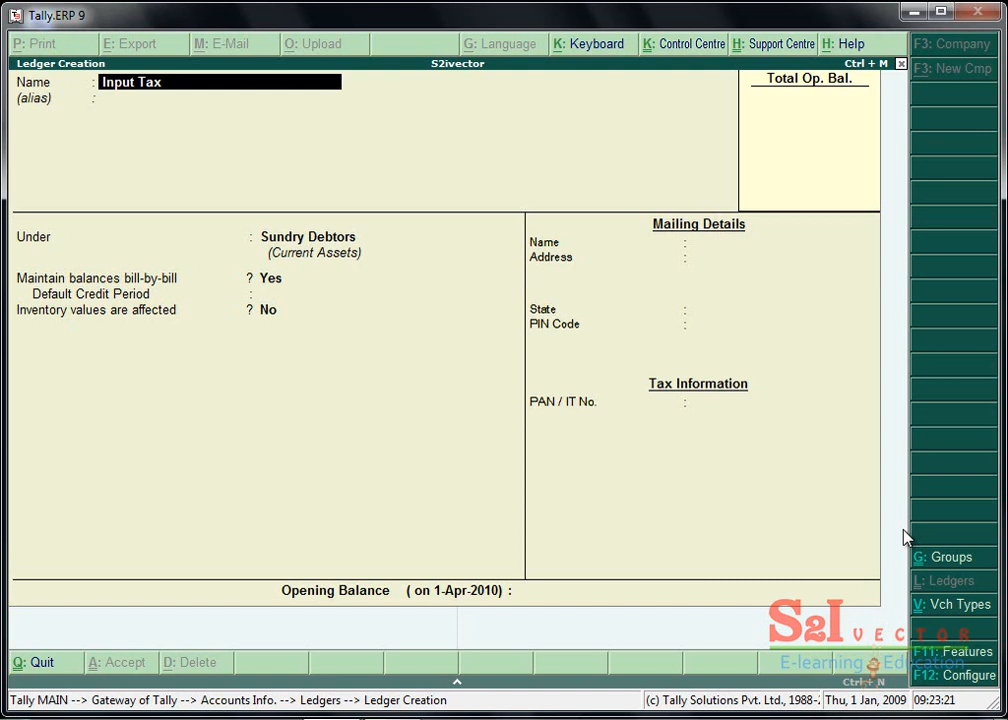 Tally.ERP 9
P: Print E: Export M: E-Mail O: Upload G: Language K: Keyboard K: Control Centre H: Support Centre H: Help F3: Company
Ledger Creation S2ivector Ctrl + M
F3: New Cmp
Name : Input Tax
(alias) :
Total Op. Bal.
Under : Sundry Debtors
(Current Assets)
Maintain balances bill-by-bill ? Yes
Default Credit Period :
Inventory values are affected ? No
Mailing Details
Name :
Address :
State :
PIN Code :
Tax Information
PAN / IT No. :
Opening Balance ( on 1-Apr-2010) :
G: Groups
L: Ledgers
V: Vch Types
F11: Features
F12: Configure
S2I VECTOR
E-learning Education
Q: Quit A: Accept D: Delete
Ctrl + N
Tally MAIN --> Gateway of Tally --> Accounts Info. --> Ledgers --> Ledger Creation (c) Tally Solutions Pvt. Ltd., 1988-2 Thu, 1 Jan, 2009 09:23:21